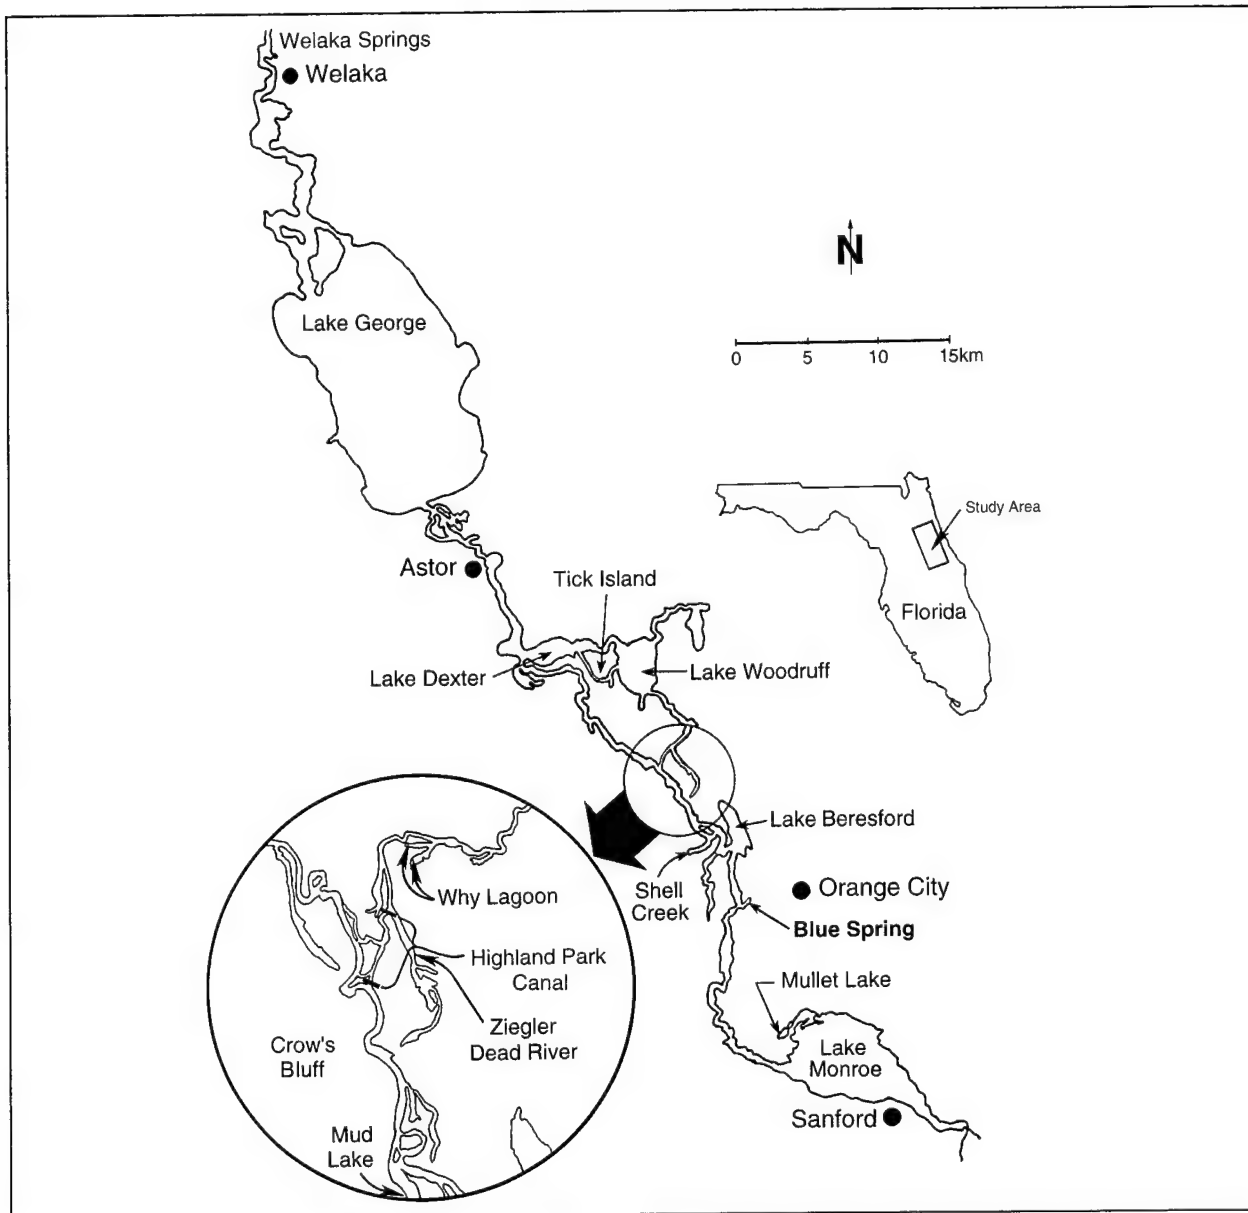 Welaka Springs
Welaka
Lake George
N
0 5 10 15km
Study Area
Florida
Astor
Tick Island
Lake Dexter
Lake Woodruff
Lake Beresford
Shell
Creek
Orange City
Blue Spring
Mullet Lake
Lake
Monroe
Sanford
Why Lagoon
Highland Park
Canal
Ziegler
Dead River
Crow's
Bluff
Mud
Lake